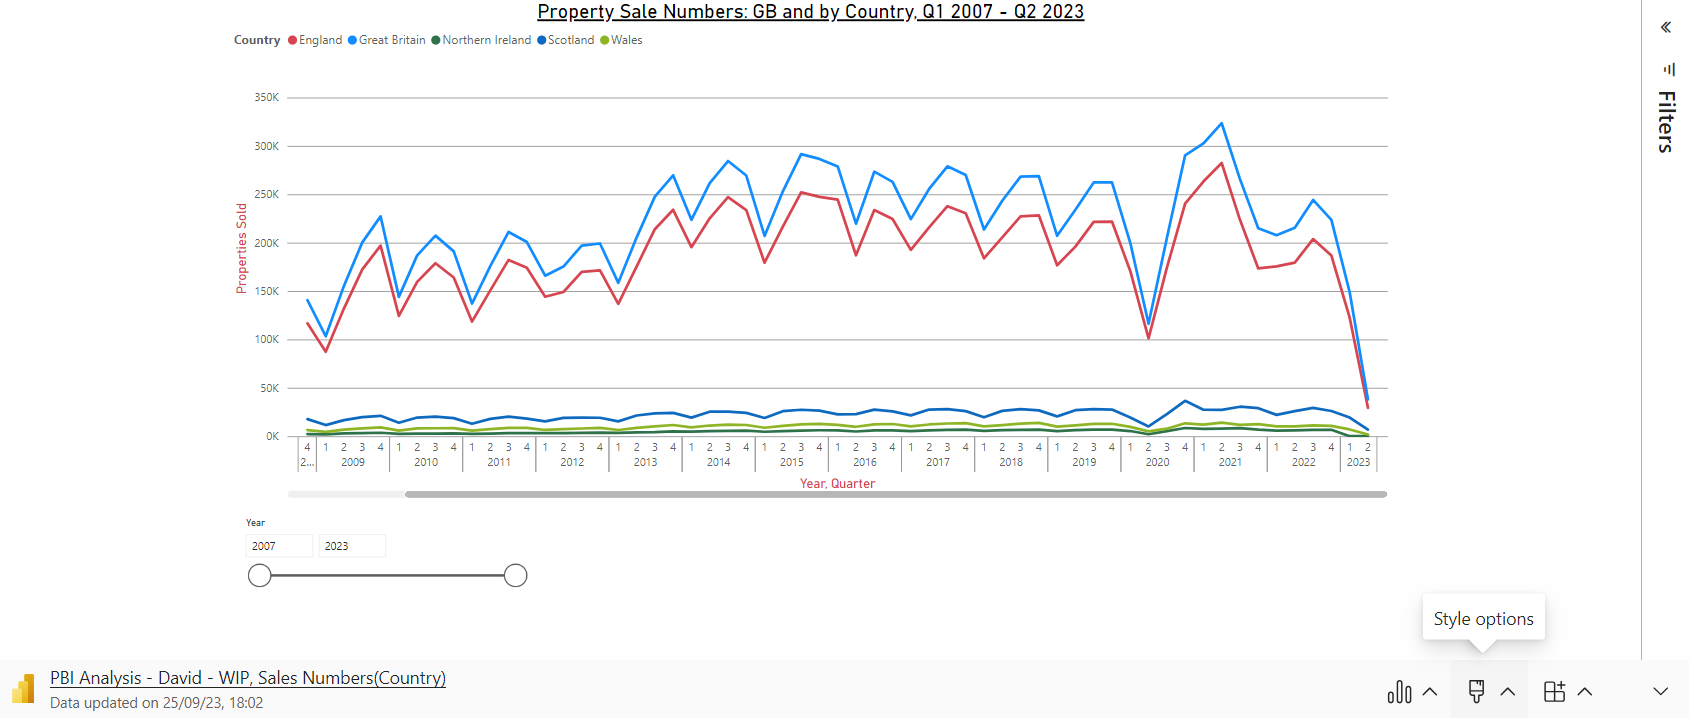 Property Sale Numbers: GB and by Country, Q1 2007 - Q2 2023
Country England Great Britain Northern Ireland Scotland Wales
Filters
350K
300K
250K
200K
150K
100K
50K
0K
Properties Sold
4 1 2 3 4 1 2 3 4 1 2 3 4 1 2 3 4 1 2 3 4 1 2 3 4 1 2 3 4 1 2 3 4 1 2 3 4 1 2 3 4 1 2 3 4 1 2 3 4 1 2 3 4 1 2 3 4 1 2
2... 2009 2010 2011 2012 2013 2014 2015 2016 2017 2018 2019 2020 2021 2022 2023
Year, Quarter
Year
2007 2023
Style options
PBI Analysis - David - WIP, Sales Numbers(Country)
Data updated on 25/09/23, 18:02